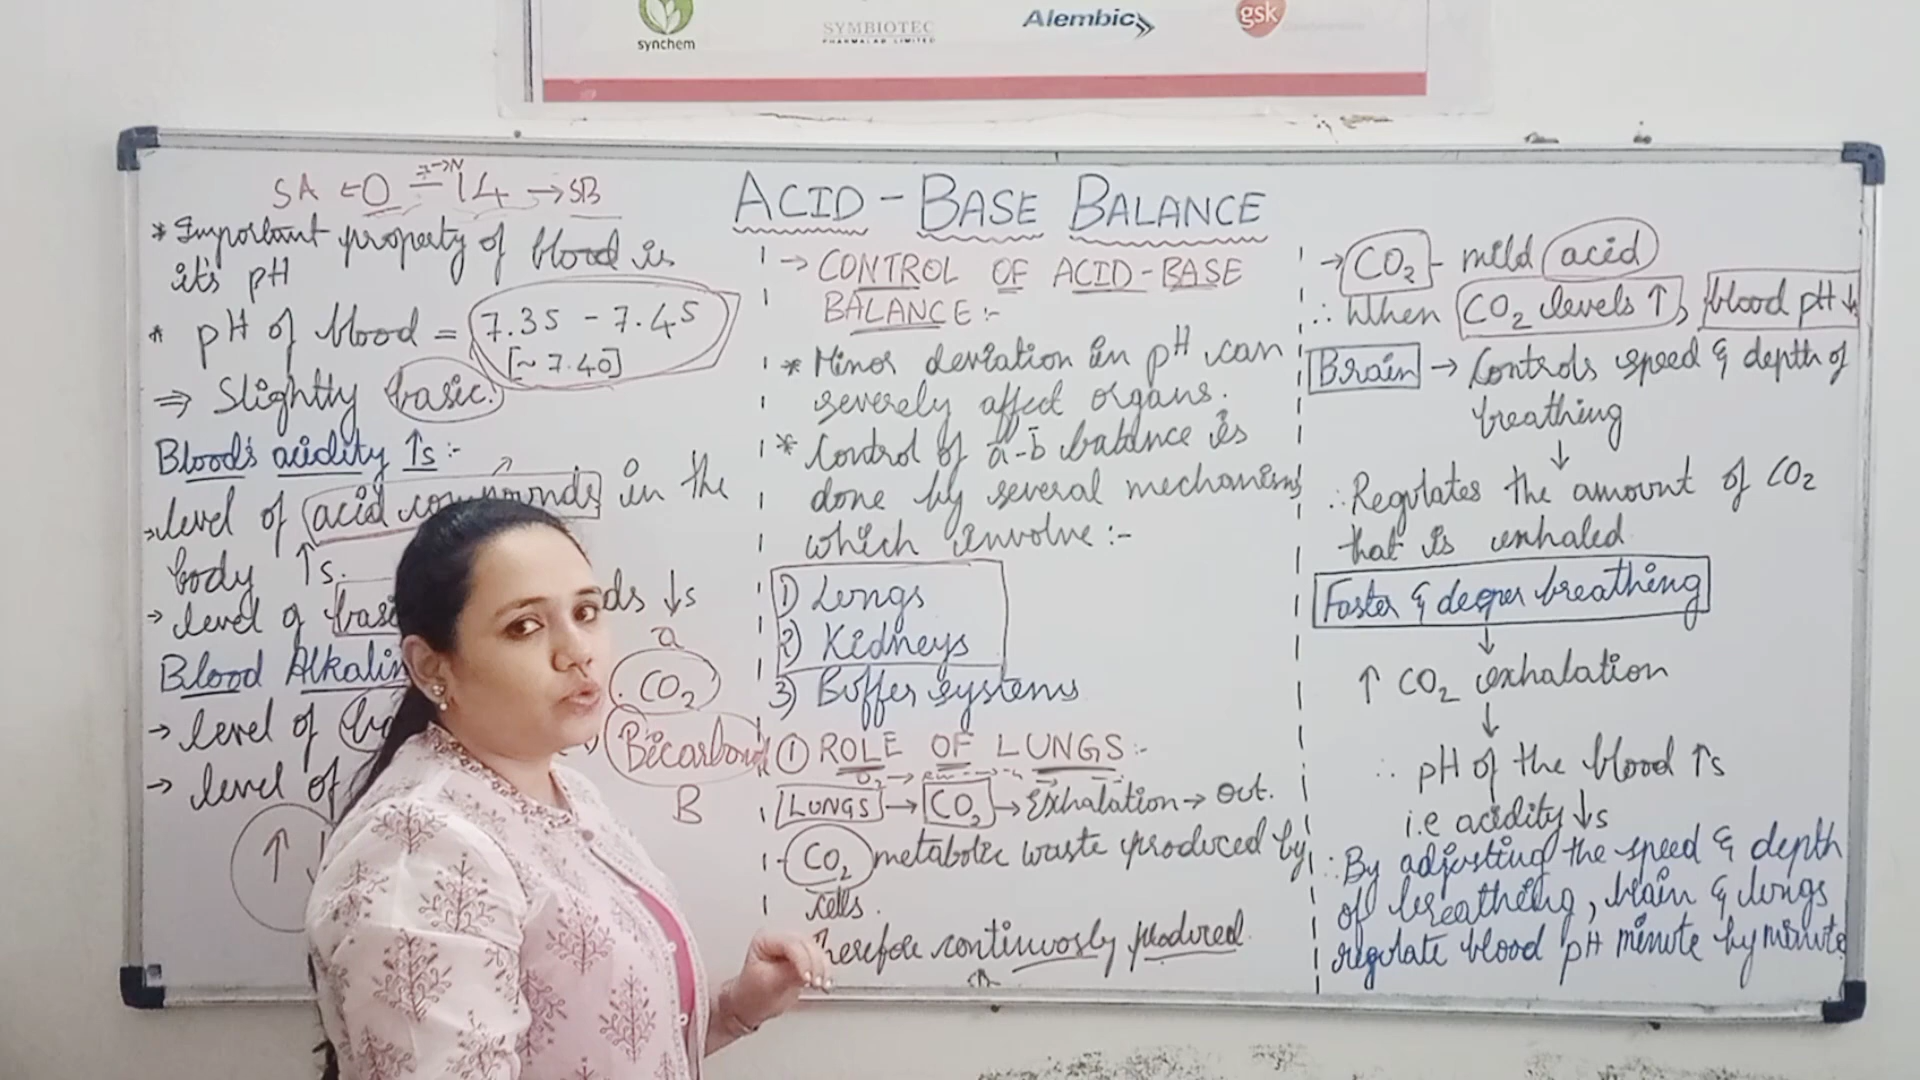 synchem
SYMBIOTEC
PHARMALAB LIMITED
Alembic
gsk
ACID-BASE BALANCE
SA ← 0 — 14 → SB
7 → N
* Important property of blood is
it's pH
* pH of blood = 7.35 - 7.45
[~ 7.40]
⇒ Slightly basic.
Blood's acidity ↑s :-
→ level of acid compounds in the
body ↑s.
→ level of basi ds ↓s
Blood Alkalin
→ level of
→ level of
↑
a
CO₂
Bicarbon
B
→ CONTROL OF ACID-BASE
BALANCE :-
* Minor deviation in pH can
severely affect organs.
* Control of a-b balance is
done by several mechanisms
which involve :-
1) Lungs
2) Kidneys
3) Buffer systems
① ROLE OF LUNGS :-
O₂ →
LUNGS → CO₂ → Exhalation → Out.
- CO₂ metabolic waste produced by
cells.
herefore continuously produced.
→ CO₂ - mild acid
∴ When CO₂ levels ↑, blood pH ↓
Brain → Controls speed & depth of
breathing
↓
∴ Regulates the amount of CO₂
that is exhaled
Faster & deeper breathing
↓
↑ CO₂ exhalation
↓
∴ pH of the blood ↑s
i.e acidity ↓s
∴ By adjusting the speed & depth
of breathing, brain & lungs
regulate blood pH minute by minute